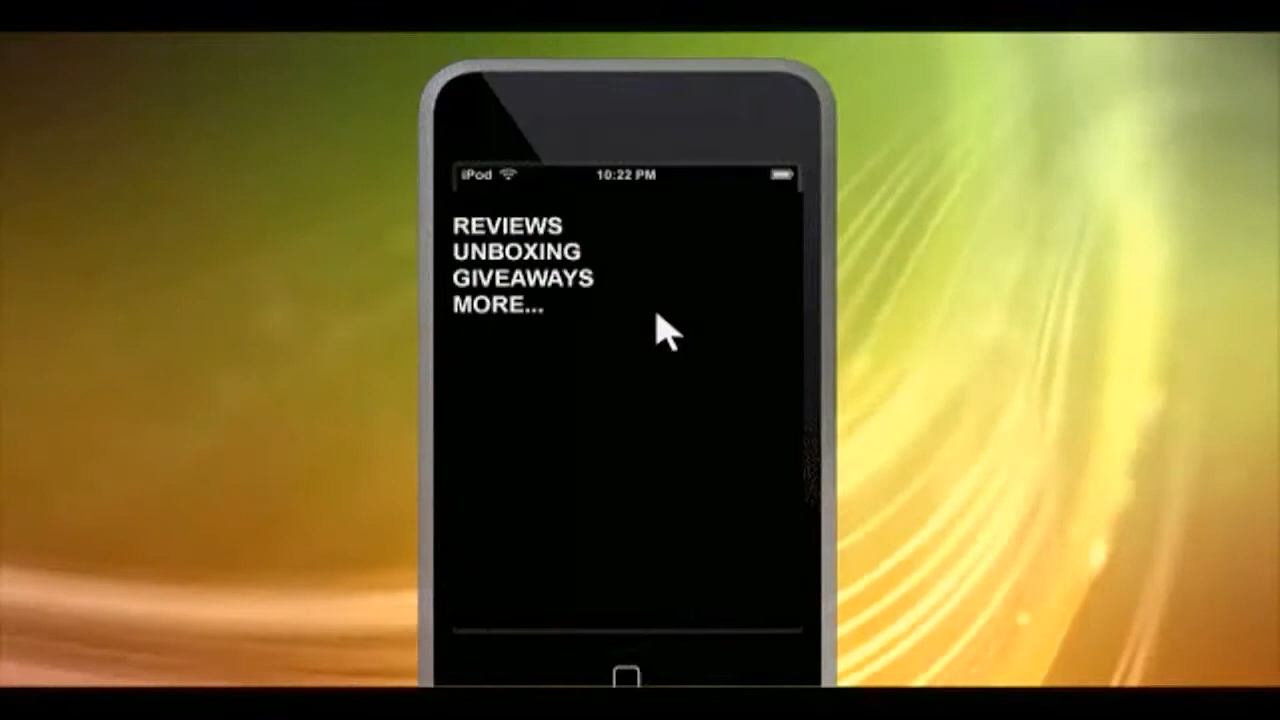 iPod 10:22 PM
REVIEWS
UNBOXING
GIVEAWAYS
MORE...